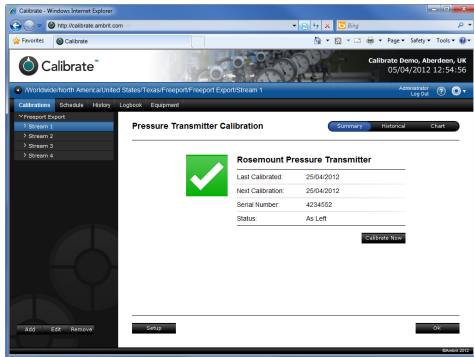 Calibrate - Windows Internet Explorer
http://calibrate.ambrit.com
Bing
Favorites
Calibrate
Page
Safety
Tools
Calibrate™
Calibrate Demo, Aberdeen, UK
05/04/2012 12:54:56
/Worldwide/North America/United States/Texas/Freeport/Freeport Export/Stream 1
Administrator
Log Out
Calibrations Schedule History Logbook Equipment
Freeport Export
> Stream 1
> Stream 2
> Stream 3
> Stream 4
Pressure Transmitter Calibration
Summary Historical Chart
Rosemount Pressure Transmitter
Last Calibrated: 25/04/2012
Next Calibration: 25/04/2012
Serial Number: 4234552
Status: As Left
Calibrate Now
Add Edit Remove
Setup
OK
©Ambrit 2012